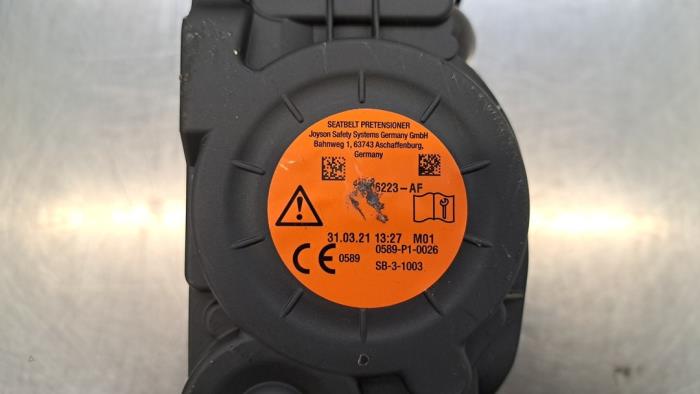 SEATBELT PRETENSIONER
Joyson Safety Systems Germany GmbH
Bahnweg 1, 63743 Aschaffenburg,
Germany
6223-AF
31.03.21 13:27 M01
0589-P1-0026
CE 0589
SB-3-1003